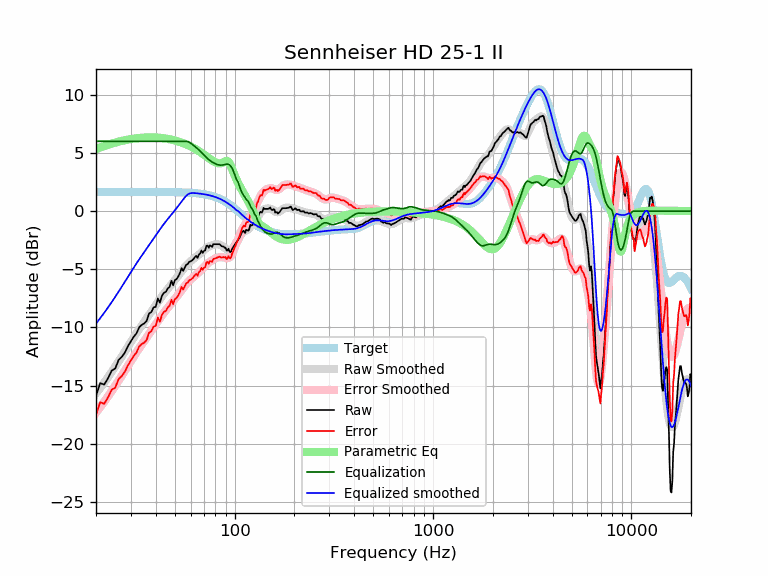 Sennheiser HD 25-1 II
Amplitude (dBr)
10
5
0
−5
−10
−15
−20
−25
Target
Raw Smoothed
Error Smoothed
Raw
Error
Parametric Eq
Equalization
Equalized smoothed
100
1000
10000
Frequency (Hz)